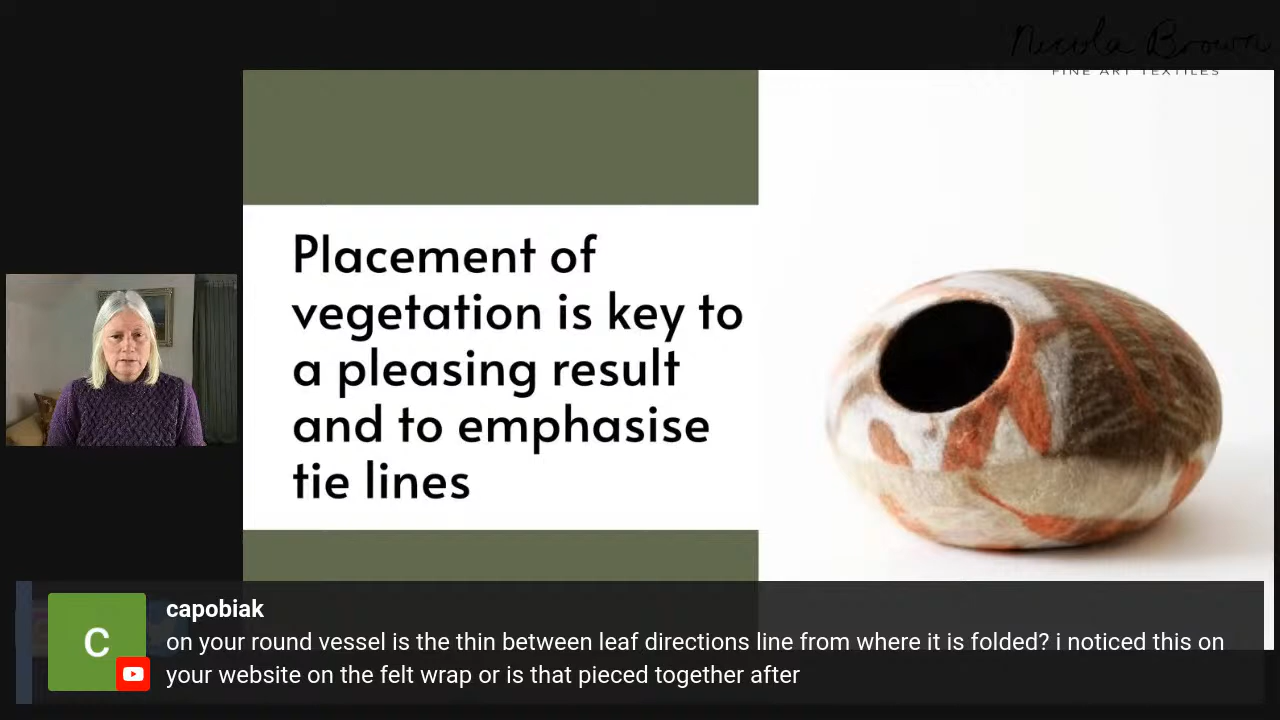 Nicola Brown
FINE ART TEXTILES
Placement of
vegetation is key to
a pleasing result
and to emphasise
tie lines
C
capobiak
on your round vessel is the thin between leaf directions line from where it is folded? i noticed this on
your website on the felt wrap or is that pieced together after